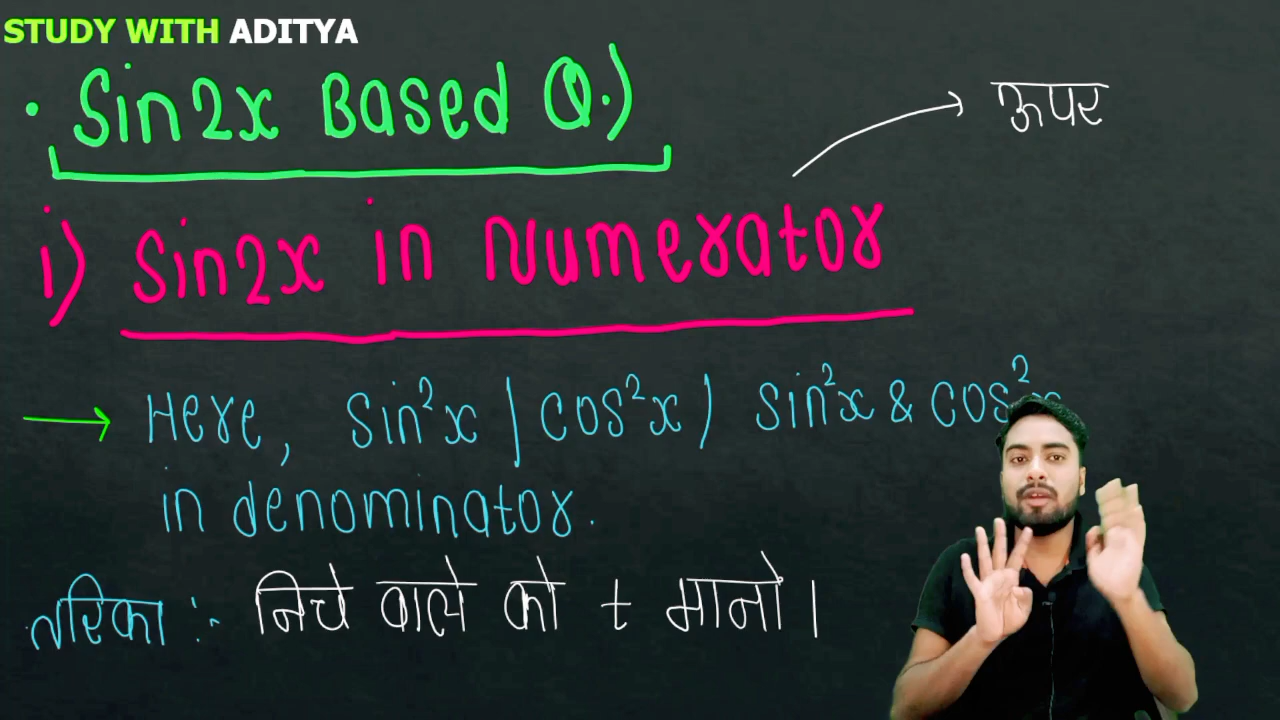 STUDY WITH ADITYA
· Sin2x Based Q.)
ऊपर
i) Sin2x in Numerator
→ Here, Sin²x | Cos²x) Sin²x & Cos²x
in denominator.
तरिका :- निचे वाले को t मानो।